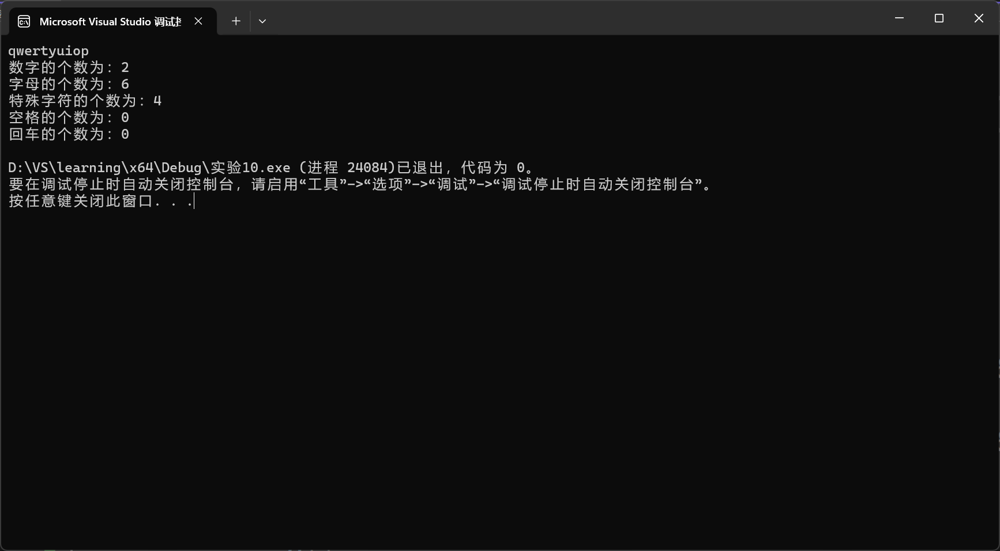 Microsoft Visual Studio 调试
qwertyuiop
数字的个数为: 2
字母的个数为: 6
特殊字符的个数为: 4
空格的个数为: 0
回车的个数为: 0
D:\VS\learning\x64\Debug\实验10.exe (进程 24084)已退出，代码为 0。
要在调试停止时自动关闭控制台，请启用“工具”->“选项”->“调试”->“调试停止时自动关闭控制台”。
按任意键关闭此窗口. . .